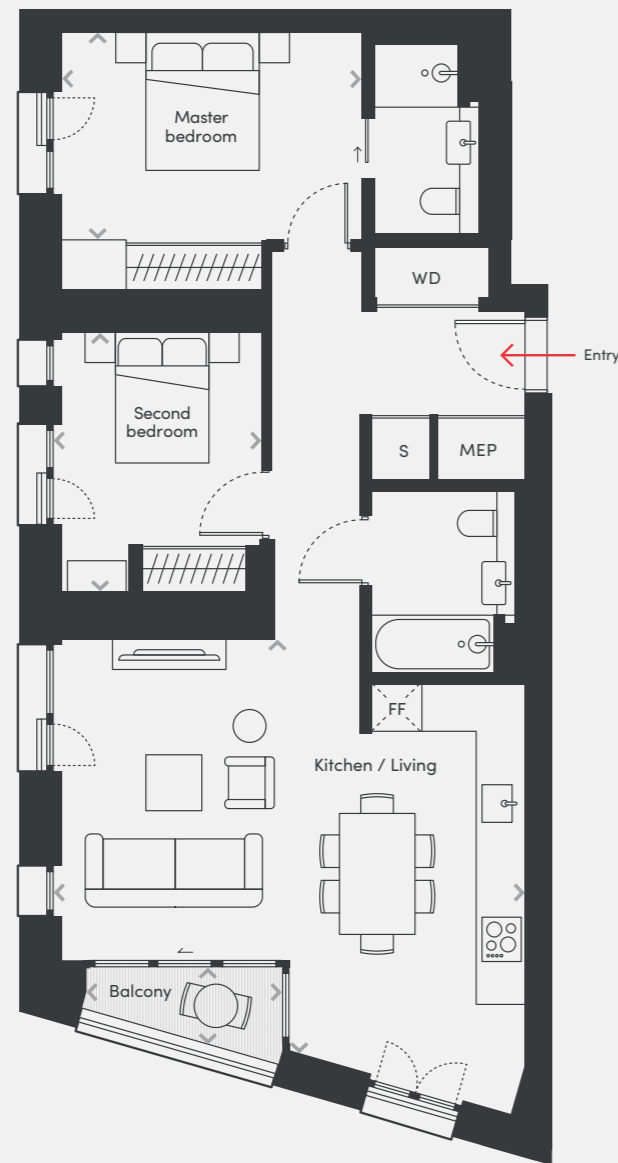 Master
bedroom
WD
Entry
Second
bedroom
S
MEP
FF
Kitchen / Living
Balcony